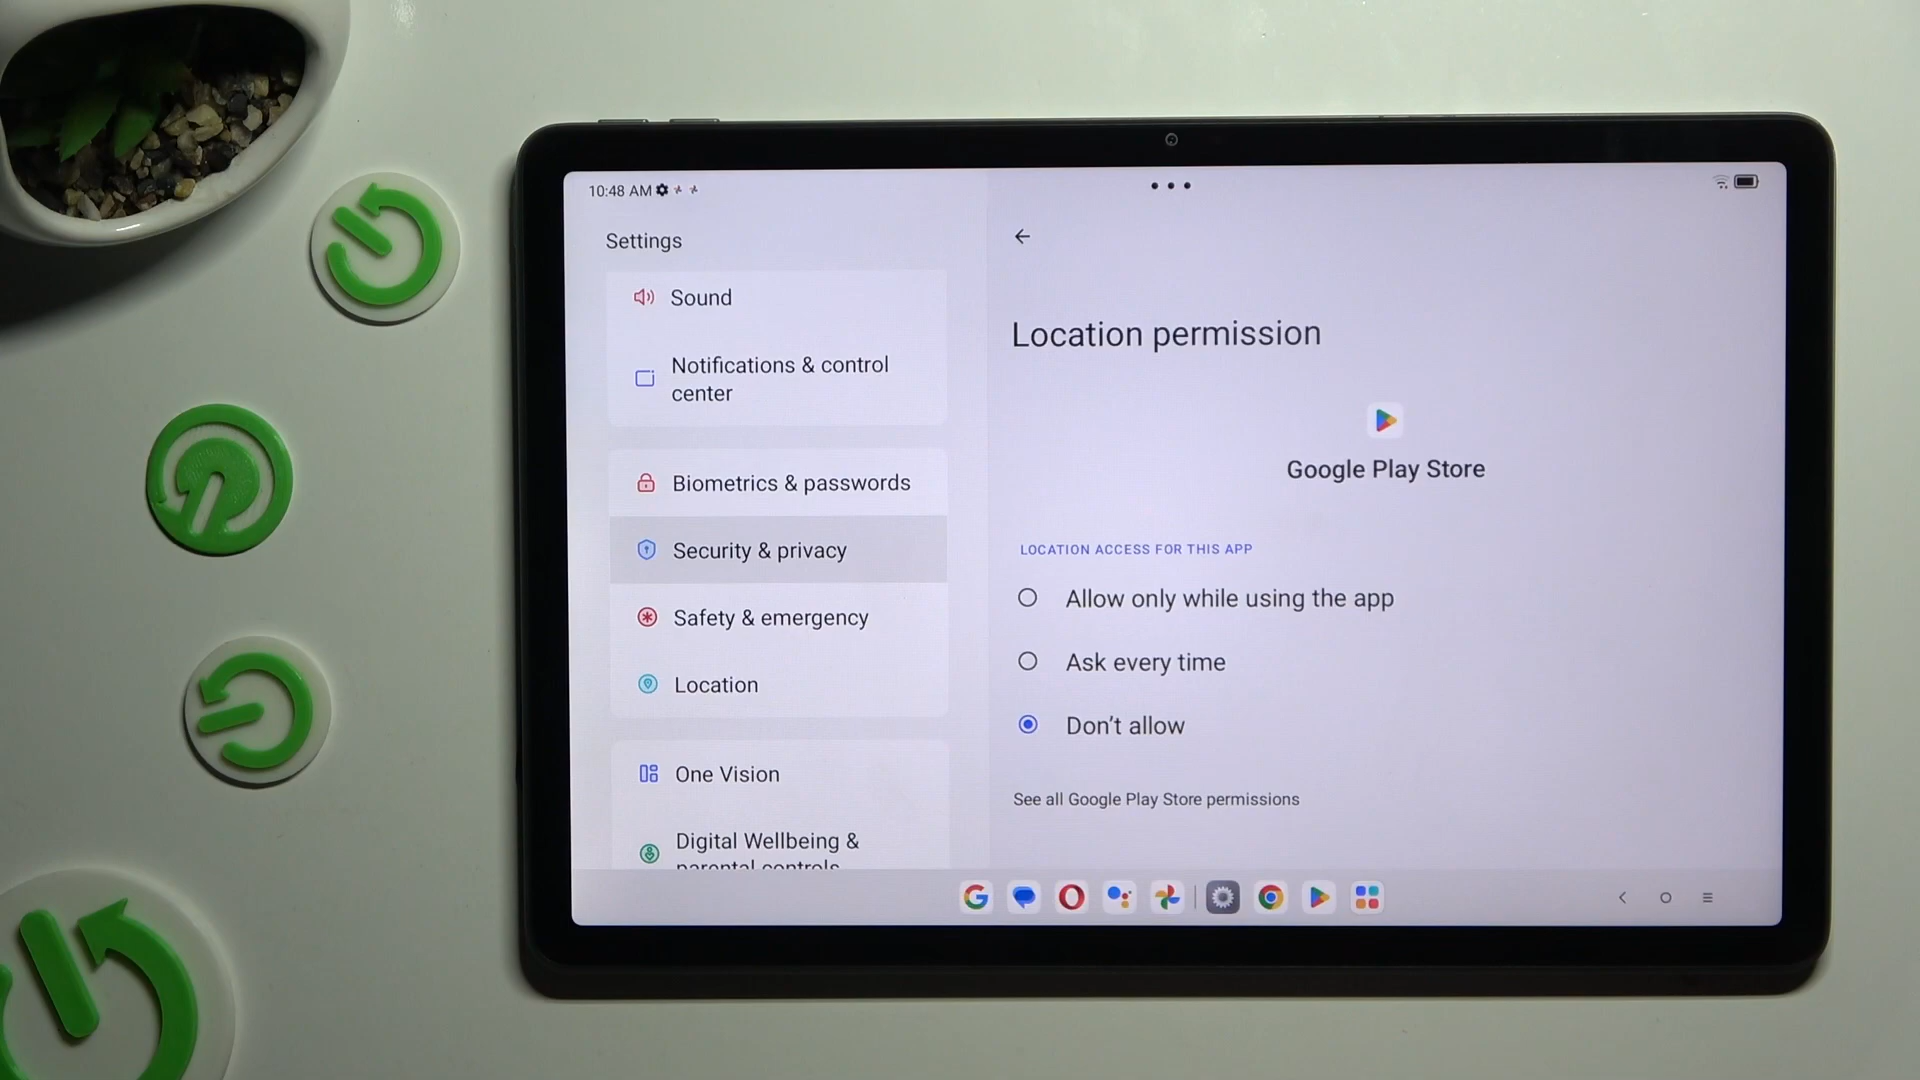 10:48 AM
Settings
Sound
Notifications & control
center
Biometrics & passwords
Security & privacy
Safety & emergency
Location
One Vision
Digital Wellbeing &
parental controls
Location permission
Google Play Store
LOCATION ACCESS FOR THIS APP
Allow only while using the app
Ask every time
Don't allow
See all Google Play Store permissions